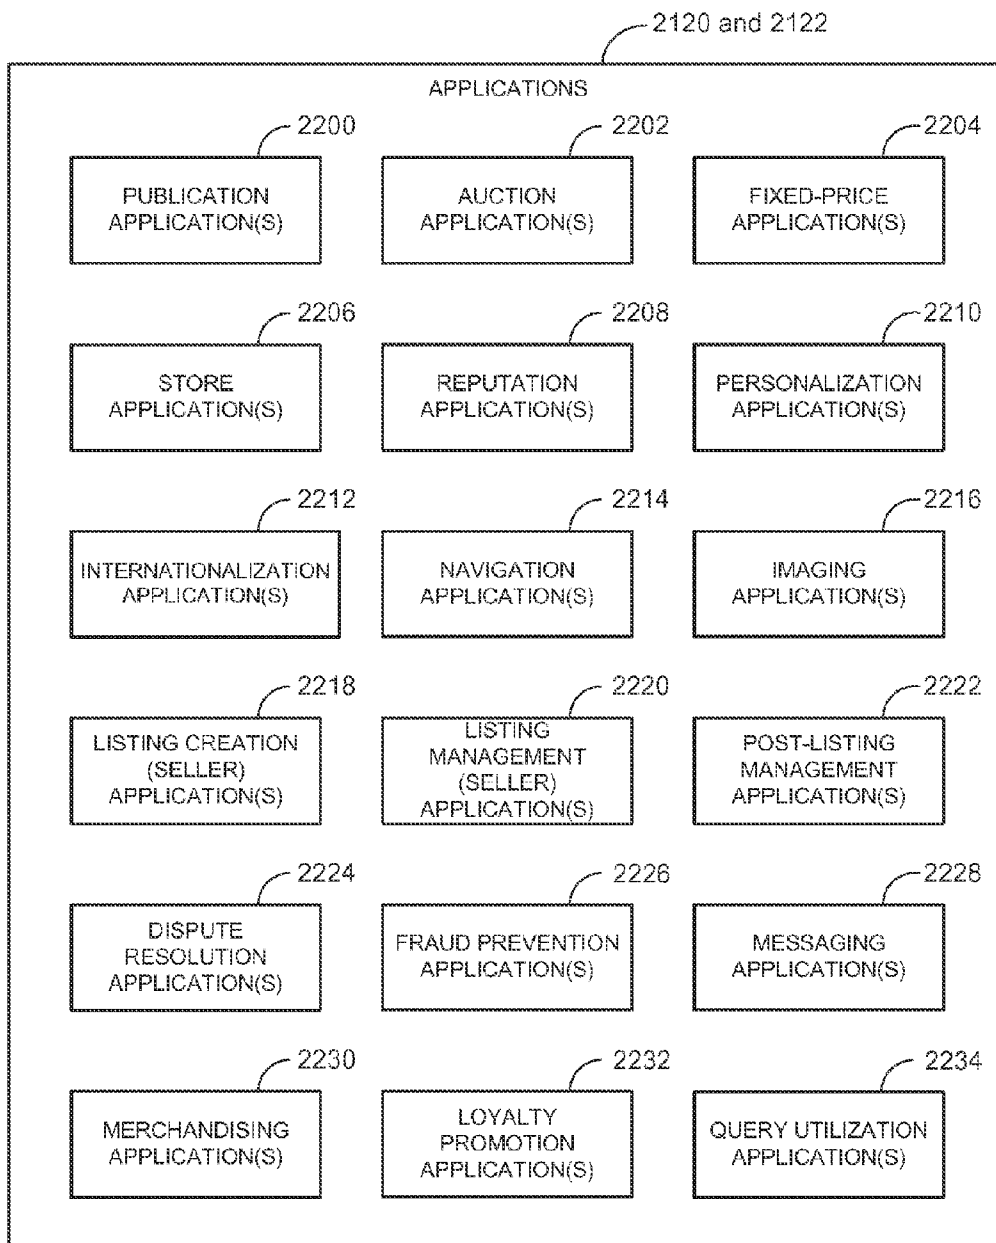 2120 and 2122
APPLICATIONS
2200
PUBLICATION
APPLICATION(S)
2202
AUCTION
APPLICATION(S)
2204
FIXED-PRICE
APPLICATION(S)
2206
STORE
APPLICATION(S)
2208
REPUTATION
APPLICATION(S)
2210
PERSONALIZATION
APPLICATION(S)
2212
INTERNATIONALIZATION
APPLICATION(S)
2214
NAVIGATION
APPLICATION(S)
2216
IMAGING
APPLICATION(S)
2218
LISTING CREATION
(SELLER)
APPLICATION(S)
2220
LISTING
MANAGEMENT
(SELLER)
APPLICATION(S)
2222
POST-LISTING
MANAGEMENT
APPLICATION(S)
2224
DISPUTE
RESOLUTION
APPLICATION(S)
2226
FRAUD PREVENTION
APPLICATION(S)
2228
MESSAGING
APPLICATION(S)
2230
MERCHANDISING
APPLICATION(S)
2232
LOYALTY
PROMOTION
APPLICATION(S)
2234
QUERY UTILIZATION
APPLICATION(S)